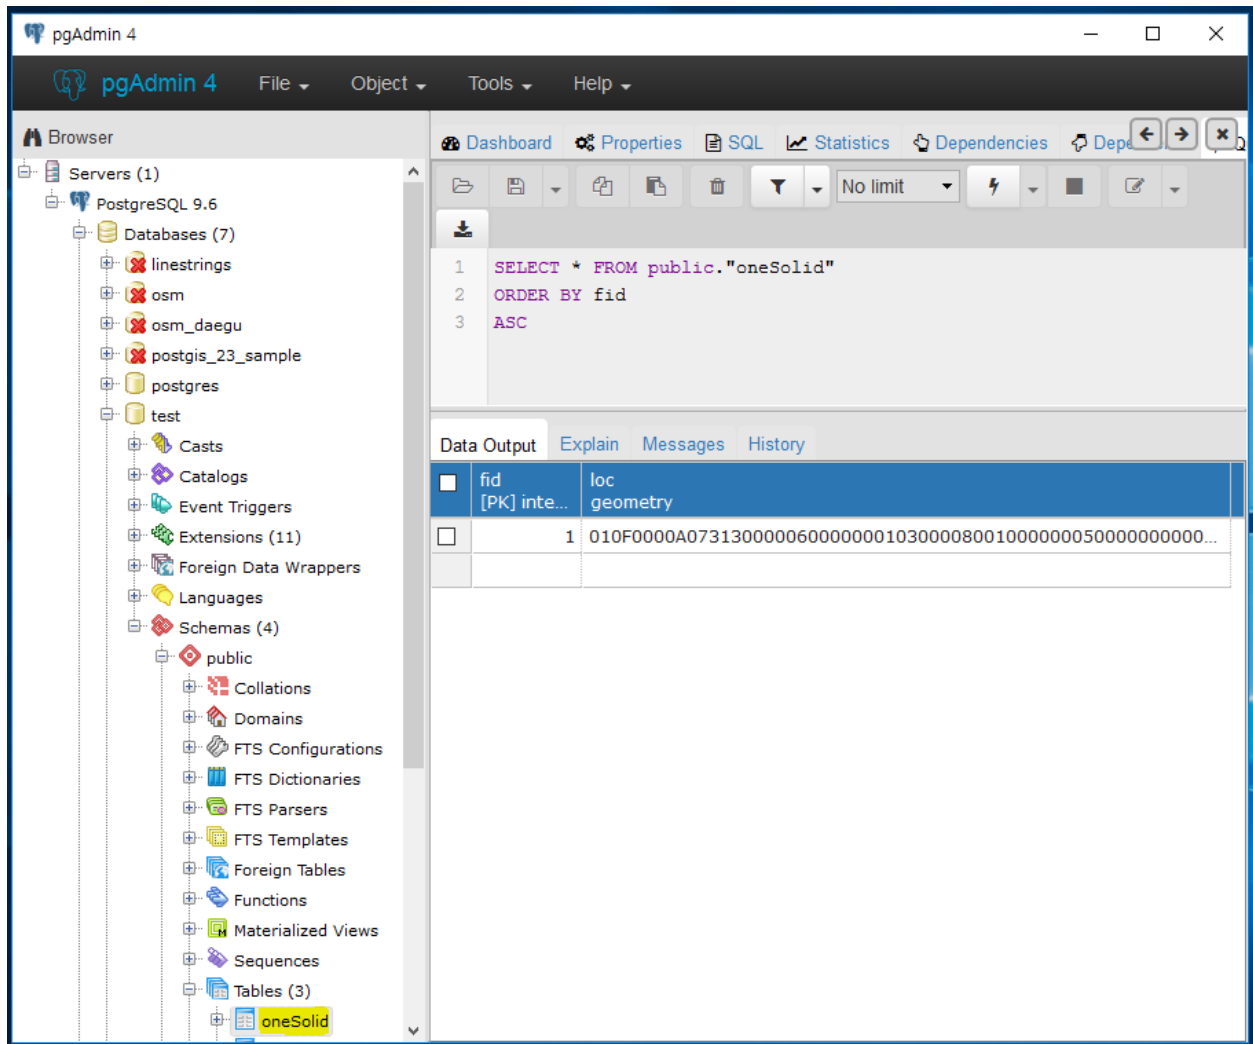 pgAdmin 4
pgAdmin 4 File Object Tools Help
Browser
Servers (1)
PostgreSQL 9.6
Databases (7)
linestrings
osm
osm_daegu
postgis_23_sample
postgres
test
Casts
Catalogs
Event Triggers
Extensions (11)
Foreign Data Wrappers
Languages
Schemas (4)
public
Collations
Domains
FTS Configurations
FTS Dictionaries
FTS Parsers
FTS Templates
Foreign Tables
Functions
Materialized Views
Sequences
Tables (3)
oneSolid
Dashboard Properties SQL Statistics Dependencies Depe
No limit
1 SELECT * FROM public."oneSolid"
2 ORDER BY fid
3 ASC
Data Output Explain Messages History
fid loc
[PK] inte... geometry
1 010F0000A0731300000600000001030000800100000005000000000000...